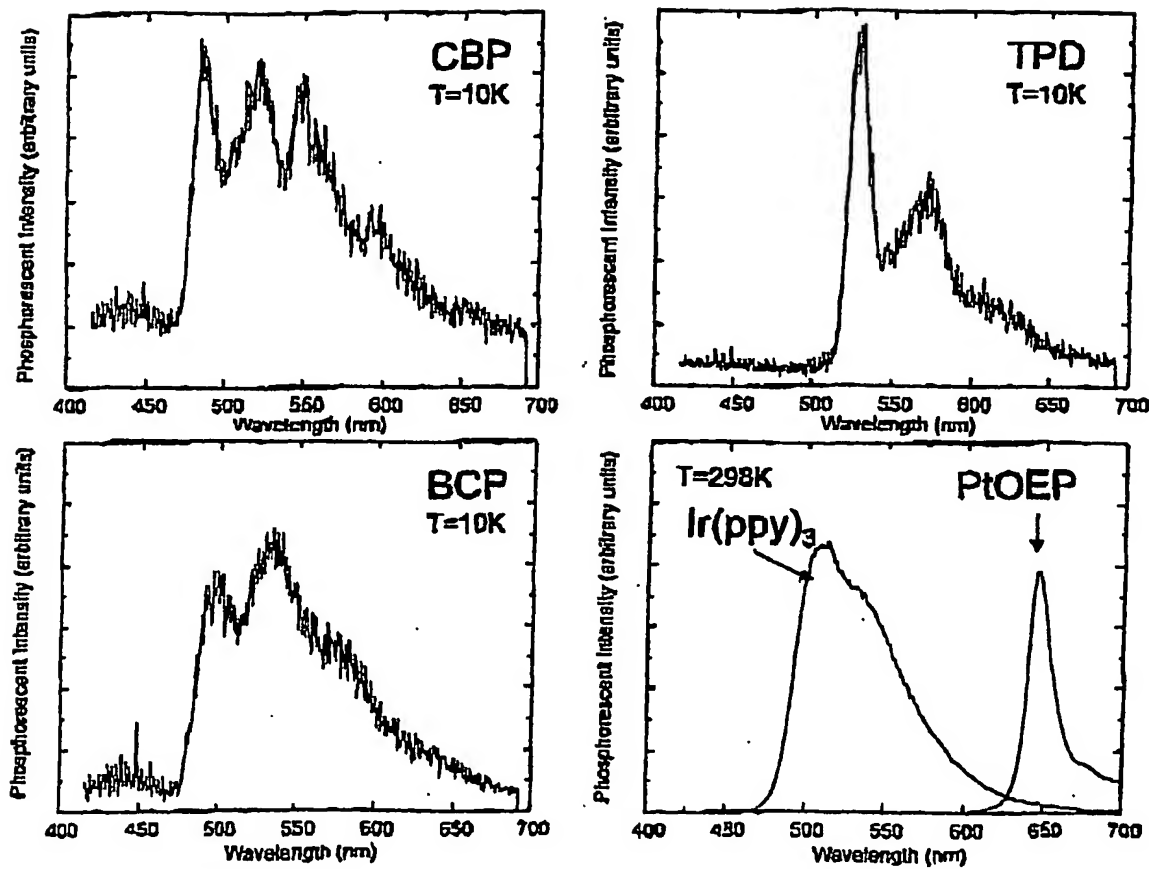 Phosphorescent Intensity (arbitrary units)
CBP
T=10K
400 450 500 550 600 650 700
Wavelength (nm)
Phosphorescent Intensity (arbitrary units)
TPD
T=10K
400 450 500 550 600 650 700
Wavelength (nm)
Phosphorescent Intensity (arbitrary units)
BCP
T=10K
400 450 500 550 600 650 700
Wavelength (nm)
Phosphorescent Intensity (arbitrary units)
T=298K
PtOEP
Ir(ppy)₃
400 450 500 550 600 650 700
Wavelength (nm)